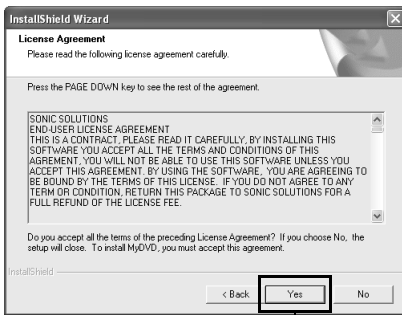 InstallShield Wizard
License Agreement
Please read the following license agreement carefully.
Press the PAGE DOWN key to see the rest of the agreement.
SONIC SOLUTIONS
END-USER LICENSE AGREEMENT
THIS IS A CONTRACT, PLEASE READ IT CAREFULLY, BY INSTALLING THIS
SOFTWARE YOU ACCEPT ALL THE TERMS AND CONDITIONS OF THIS
AGREMENT, YOU WILL NOT BE ABLE TO USE THIS SOFTWARE UNLESS YOU
ACCEPT THIS AGREEMENT. BY USING THE SOFTWARE, YOU ARE AGREEING TO
BE BOUND BY THE TERMS OF THIS LICENSE. IF YOU DO NOT AGREE TO ANY
TERM OR CONDITION, RETURN THIS PACKAGE TO SONIC SOLUTIONS FOR A
FULL REFUND OF THE LICENSE FEE.
Do you accept all the terms of the preceding License Agreement? If you choose No, the
setup will close. To install MyDVD, you must accept this agreement.
InstallShield
< Back Yes No